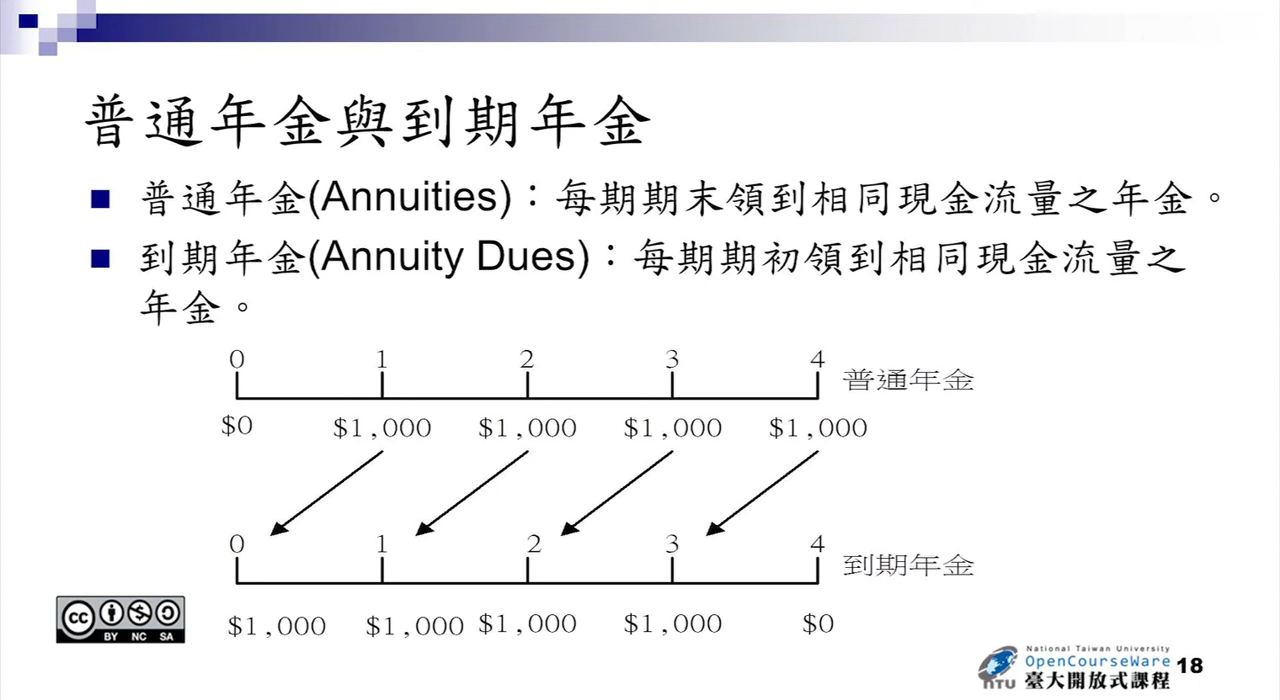 普通年金與到期年金
普通年金(Annuities)：每期期末領到相同現金流量之年金。
到期年金(Annuity Dues)：每期期初領到相同現金流量之
年金。
0 1 2 3 4 普通年金
$0 $1,000 $1,000 $1,000 $1,000
0 1 2 3 4 到期年金
$1,000 $1,000 $1,000 $1,000 $0
cc BY NC SA
National Taiwan University
OpenCourseWare
NTU 臺大開放式課程
18